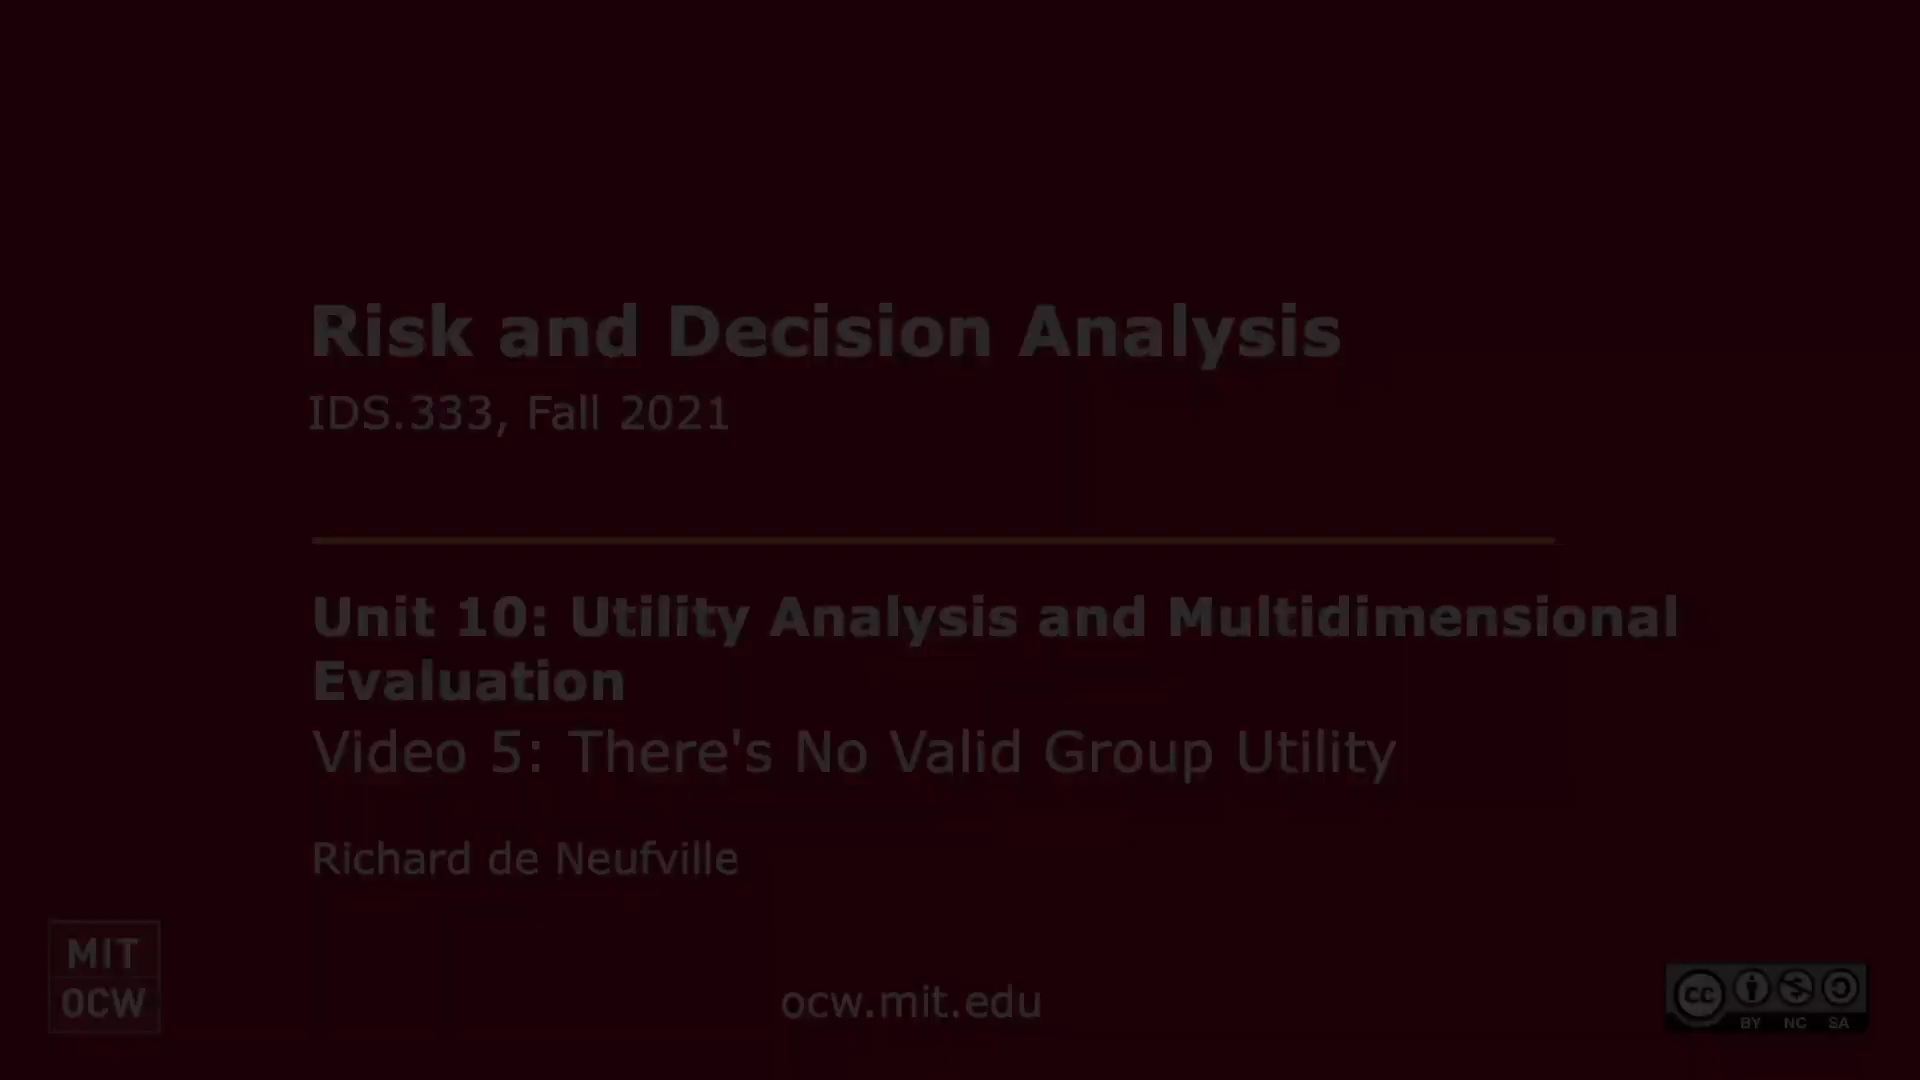 Risk and Decision Analysis
IDS.333, Fall 2021
Unit 10: Utility Analysis and Multidimensional
Evaluation
Video 5: There's No Valid Group Utility
Richard de Neufville
MIT
OCW
ocw.mit.edu
cc
BY NC SA